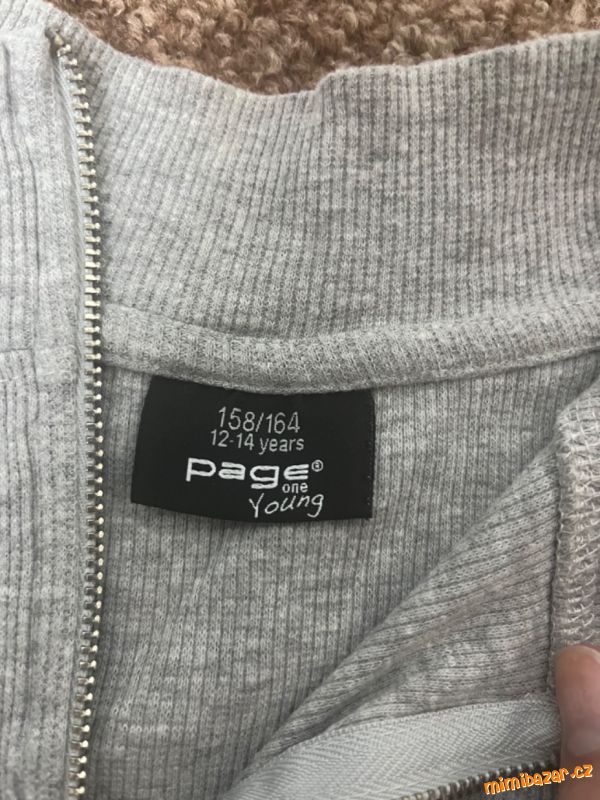 158/164
12-14 years
page®
one
Young
mimibazar.cz